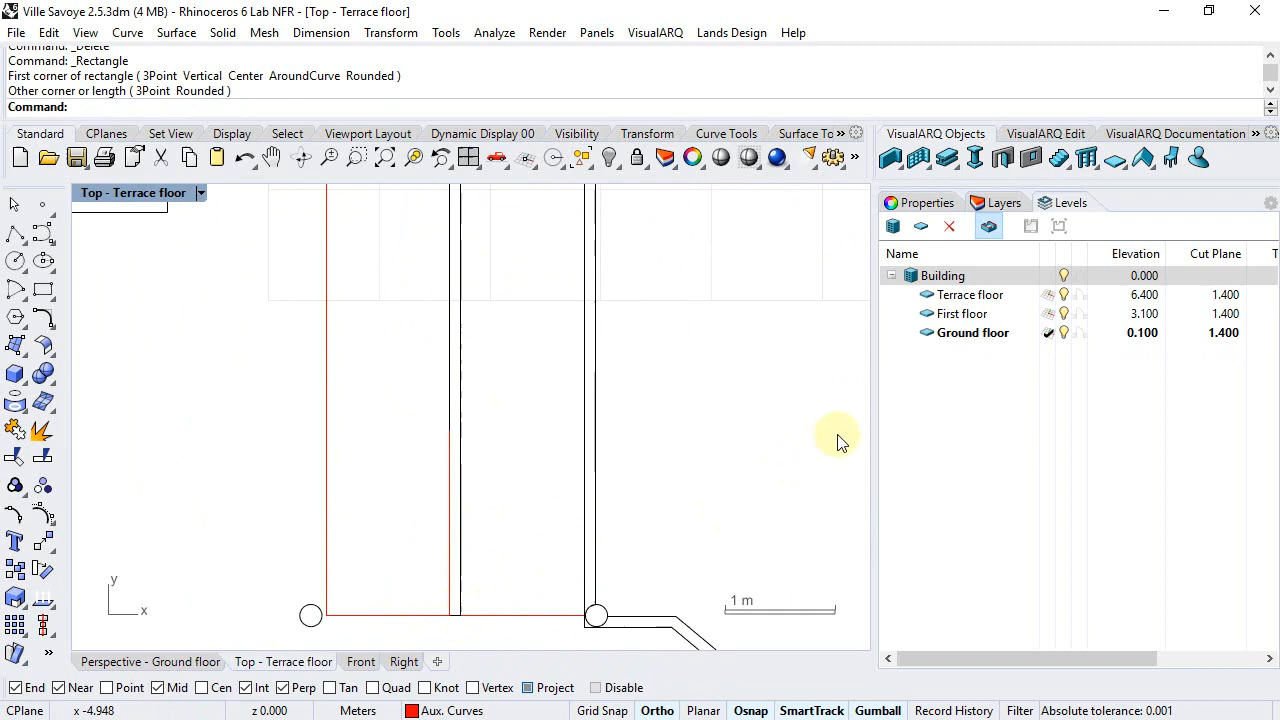 Ville Savoye 2.5.3dm (4 MB) - Rhinoceros 6 Lab NFR - [Top - Terrace floor]
File Edit View Curve Surface Solid Mesh Dimension Transform Tools Analyze Render Panels VisualARQ Lands Design Help
Command: _Delete
Command: _Rectangle
First corner of rectangle ( 3Point Vertical Center AroundCurve Rounded )
Other corner or length ( 3Point Rounded )
Command:
Standard CPlanes Set View Display Select Viewport Layout Dynamic Display 00 Visibility Transform Curve Tools Surface To »
VisualARQ Objects VisualARQ Edit VisualARQ Documentation »
Top - Terrace floor
Properties Layers Levels
Name Elevation Cut Plane T
Building 0.000
Terrace floor 6.400 1.400
First floor 3.100 1.400
Ground floor 0.100 1.400
y
x
1 m
Perspective - Ground floor Top - Terrace floor Front Right
End Near Point Mid Cen Int Perp Tan Quad Knot Vertex Project Disable
CPlane x -4.948 z 0.000 Meters Aux. Curves Grid Snap Ortho Planar Osnap SmartTrack Gumball Record History Filter Absolute tolerance: 0.001